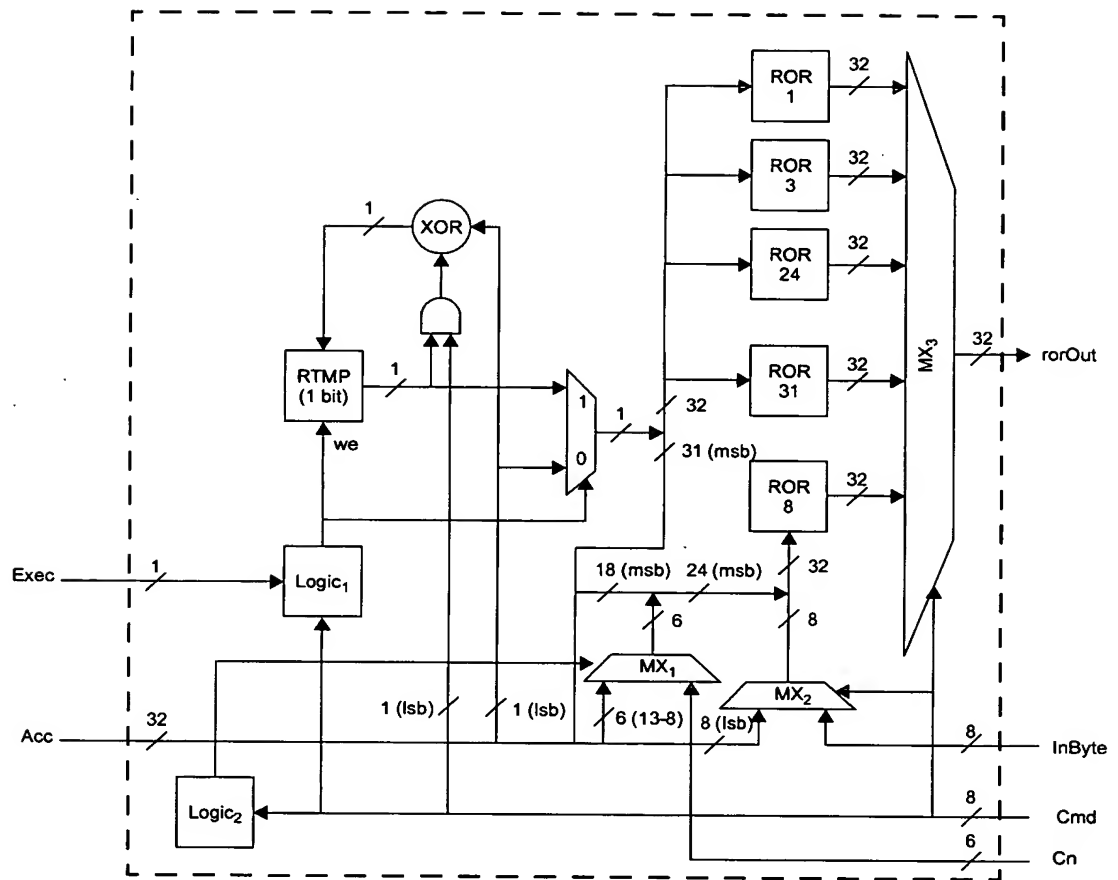 32
ROR
1
32
ROR
3
1
XOR
32
ROR
24
MX3
32
rorOut
RTMP
(1 bit)
1
1
0
1
we
32
ROR
31
32
31 (msb)
32
ROR
8
Exec
1
Logic1
18 (msb)
24 (msb)
32
6
8
MX1
MX2
1 (lsb)
1 (lsb)
6 (13–8)
8 (lsb)
Acc
32
8
InByte
Logic2
8
Cmd
6
Cn